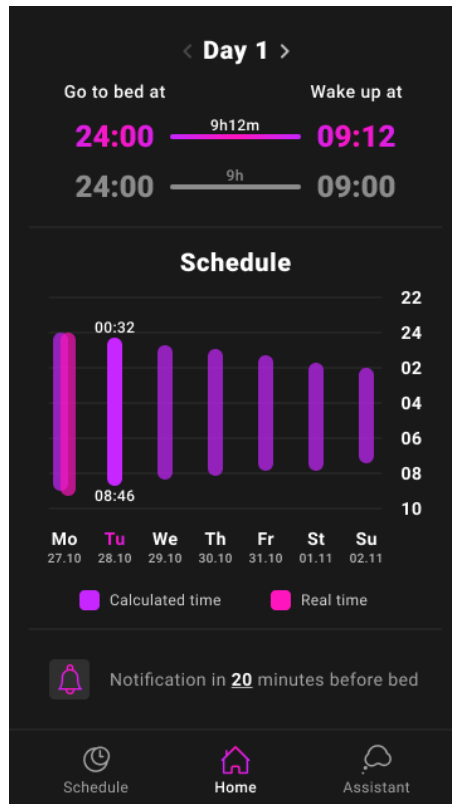 < Day 1 >
Go to bed at Wake up at
24:00 9h12m 09:12
24:00 9h 09:00
Schedule
22
00:32 24
02
04
06
08
08:46
10
Mo Tu We Th Fr St Su
27.10 28.10 29.10 30.10 31.10 01.11 02.11
Calculated time Real time
Notification in 20 minutes before bed
Schedule Home Assistant